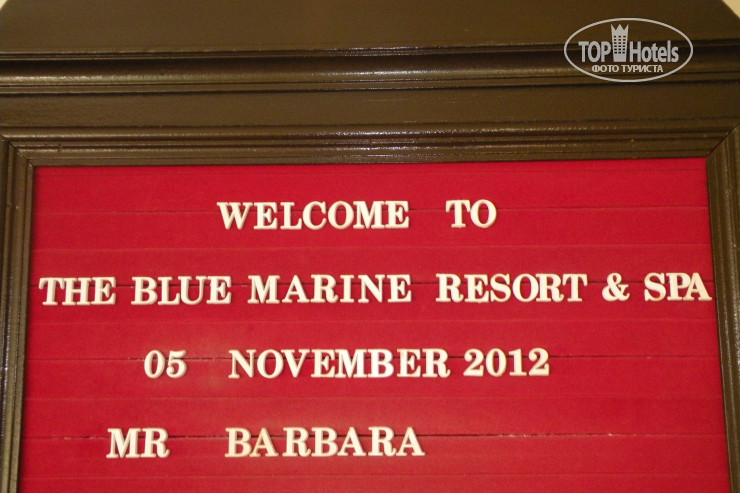 TOP Hotels
ФОТО ТУРИСТА
WELCOME TO
THE BLUE MARINE RESORT & SPA
05 NOVEMBER 2012
MR BARBARA